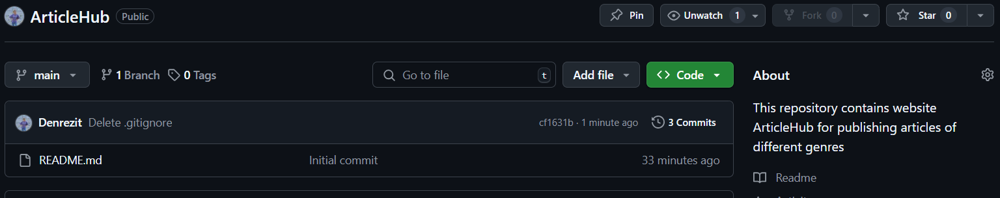 ArticleHub Public Pin Unwatch 1 Fork 0 Star 0
main 1 Branch 0 Tags Go to file t Add file Code
About
This repository contains website
ArticleHub for publishing articles of
different genres
Readme
Denrezit Delete .gitignore cf1631b · 1 minute ago 3 Commits
README.md Initial commit 33 minutes ago